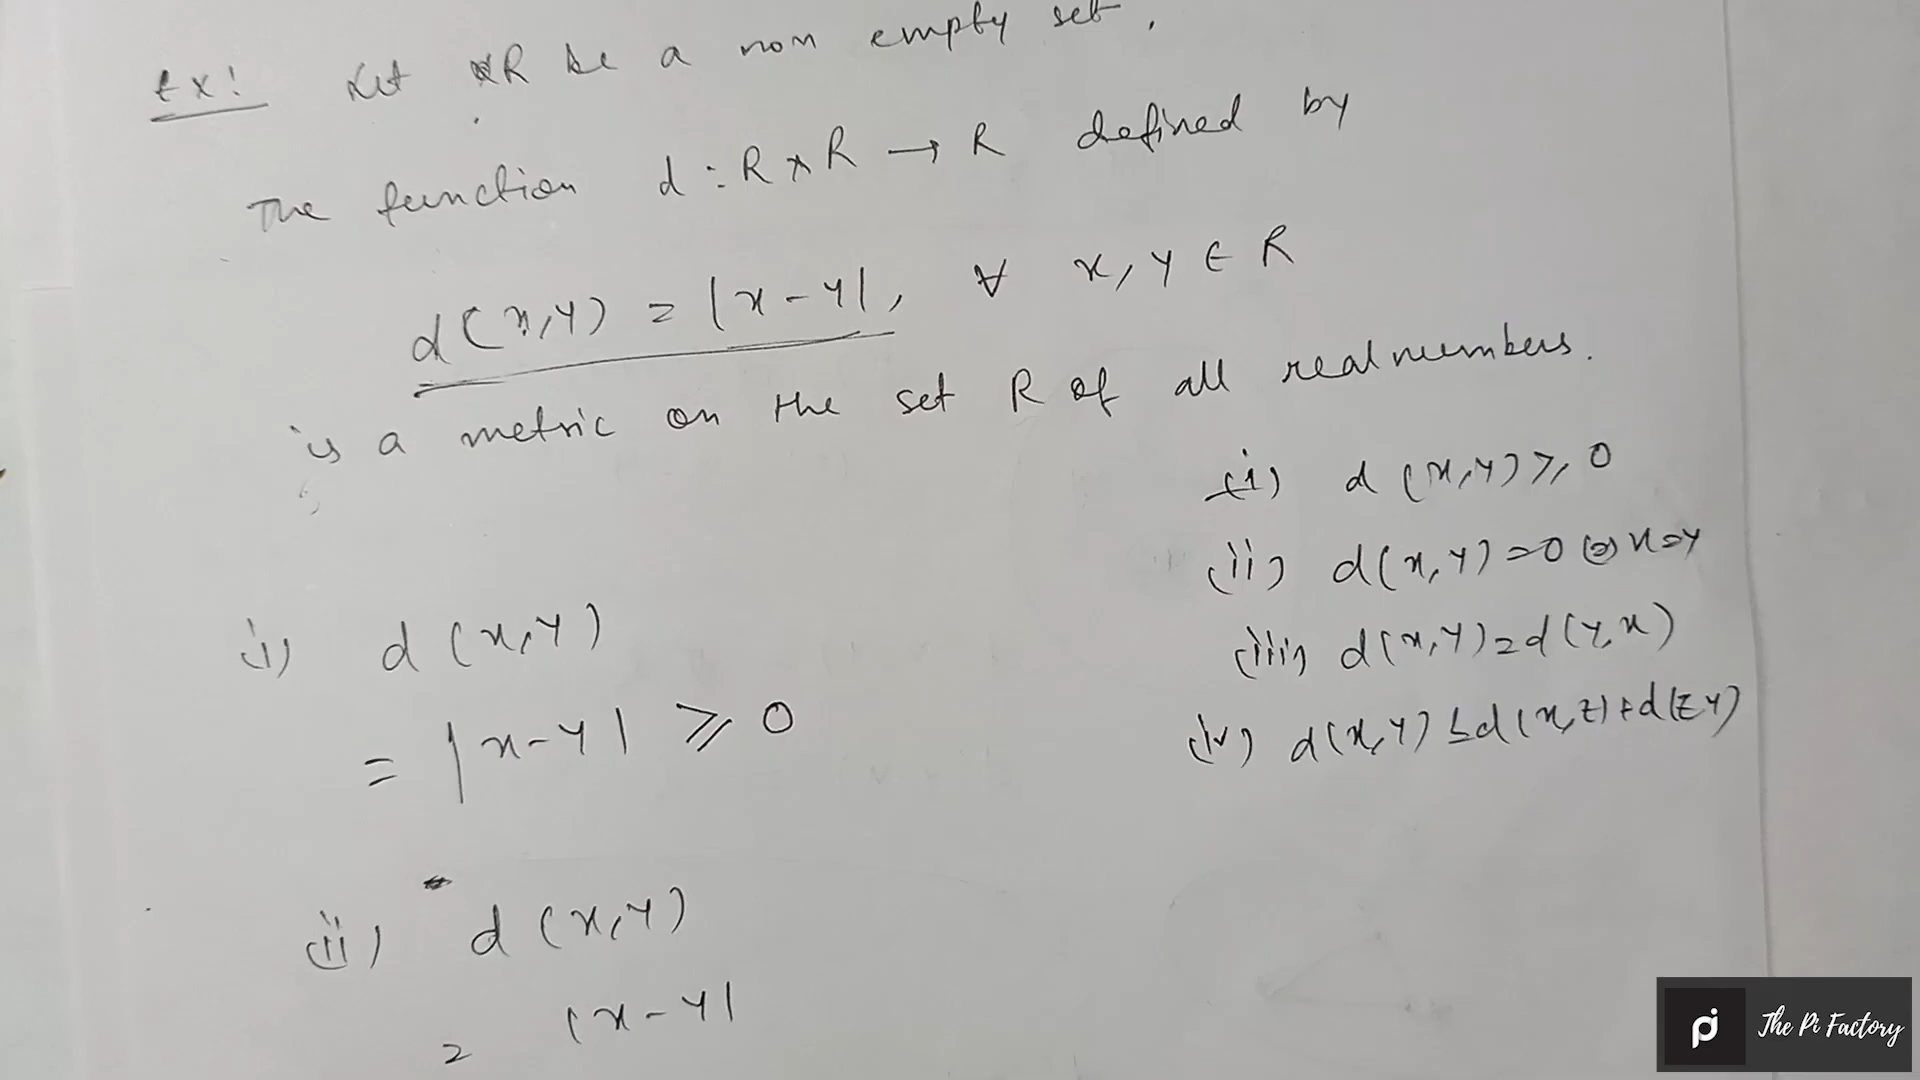 Ex: Let R be a non empty set.
The function d : R × R → R defined by
d(x,y) = |x-y|, ∀ x, y ∈ R
is a metric on the set R of all real numbers.
(i) d(x,y) ≥ 0
(ii) d(x,y)=0 ⇔ x=y
(iii) d(x,y)=d(y,x)
(iv) d(x,y) ≤ d(x,z)+d(z,y)
i) d(x,y)
= |x-y| ≥ 0
(ii) d(x,y)
= |x-y|
pi The Pi Factory